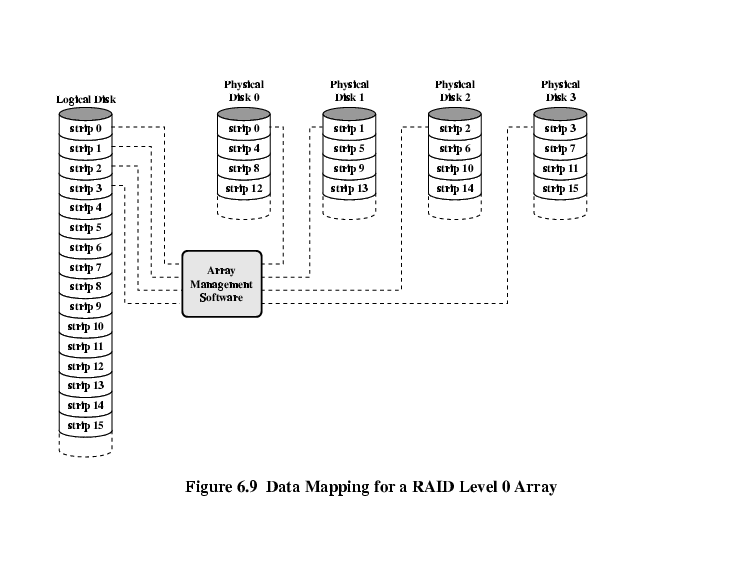 Physical Physical Physical Physical
Logical Disk Disk 0 Disk 1 Disk 2 Disk 3
strip 0 strip 0 strip 1 strip 2 strip 3
strip 1 strip 4 strip 5 strip 6 strip 7
strip 2 strip 8 strip 9 strip 10 strip 11
strip 3 strip 12 strip 13 strip 14 strip 15
strip 4
strip 5
strip 6
strip 7
strip 8
strip 9
strip 10
strip 11
strip 12
strip 13
strip 14
strip 15
Array
Management
Software
Figure 6.9 Data Mapping for a RAID Level 0 Array